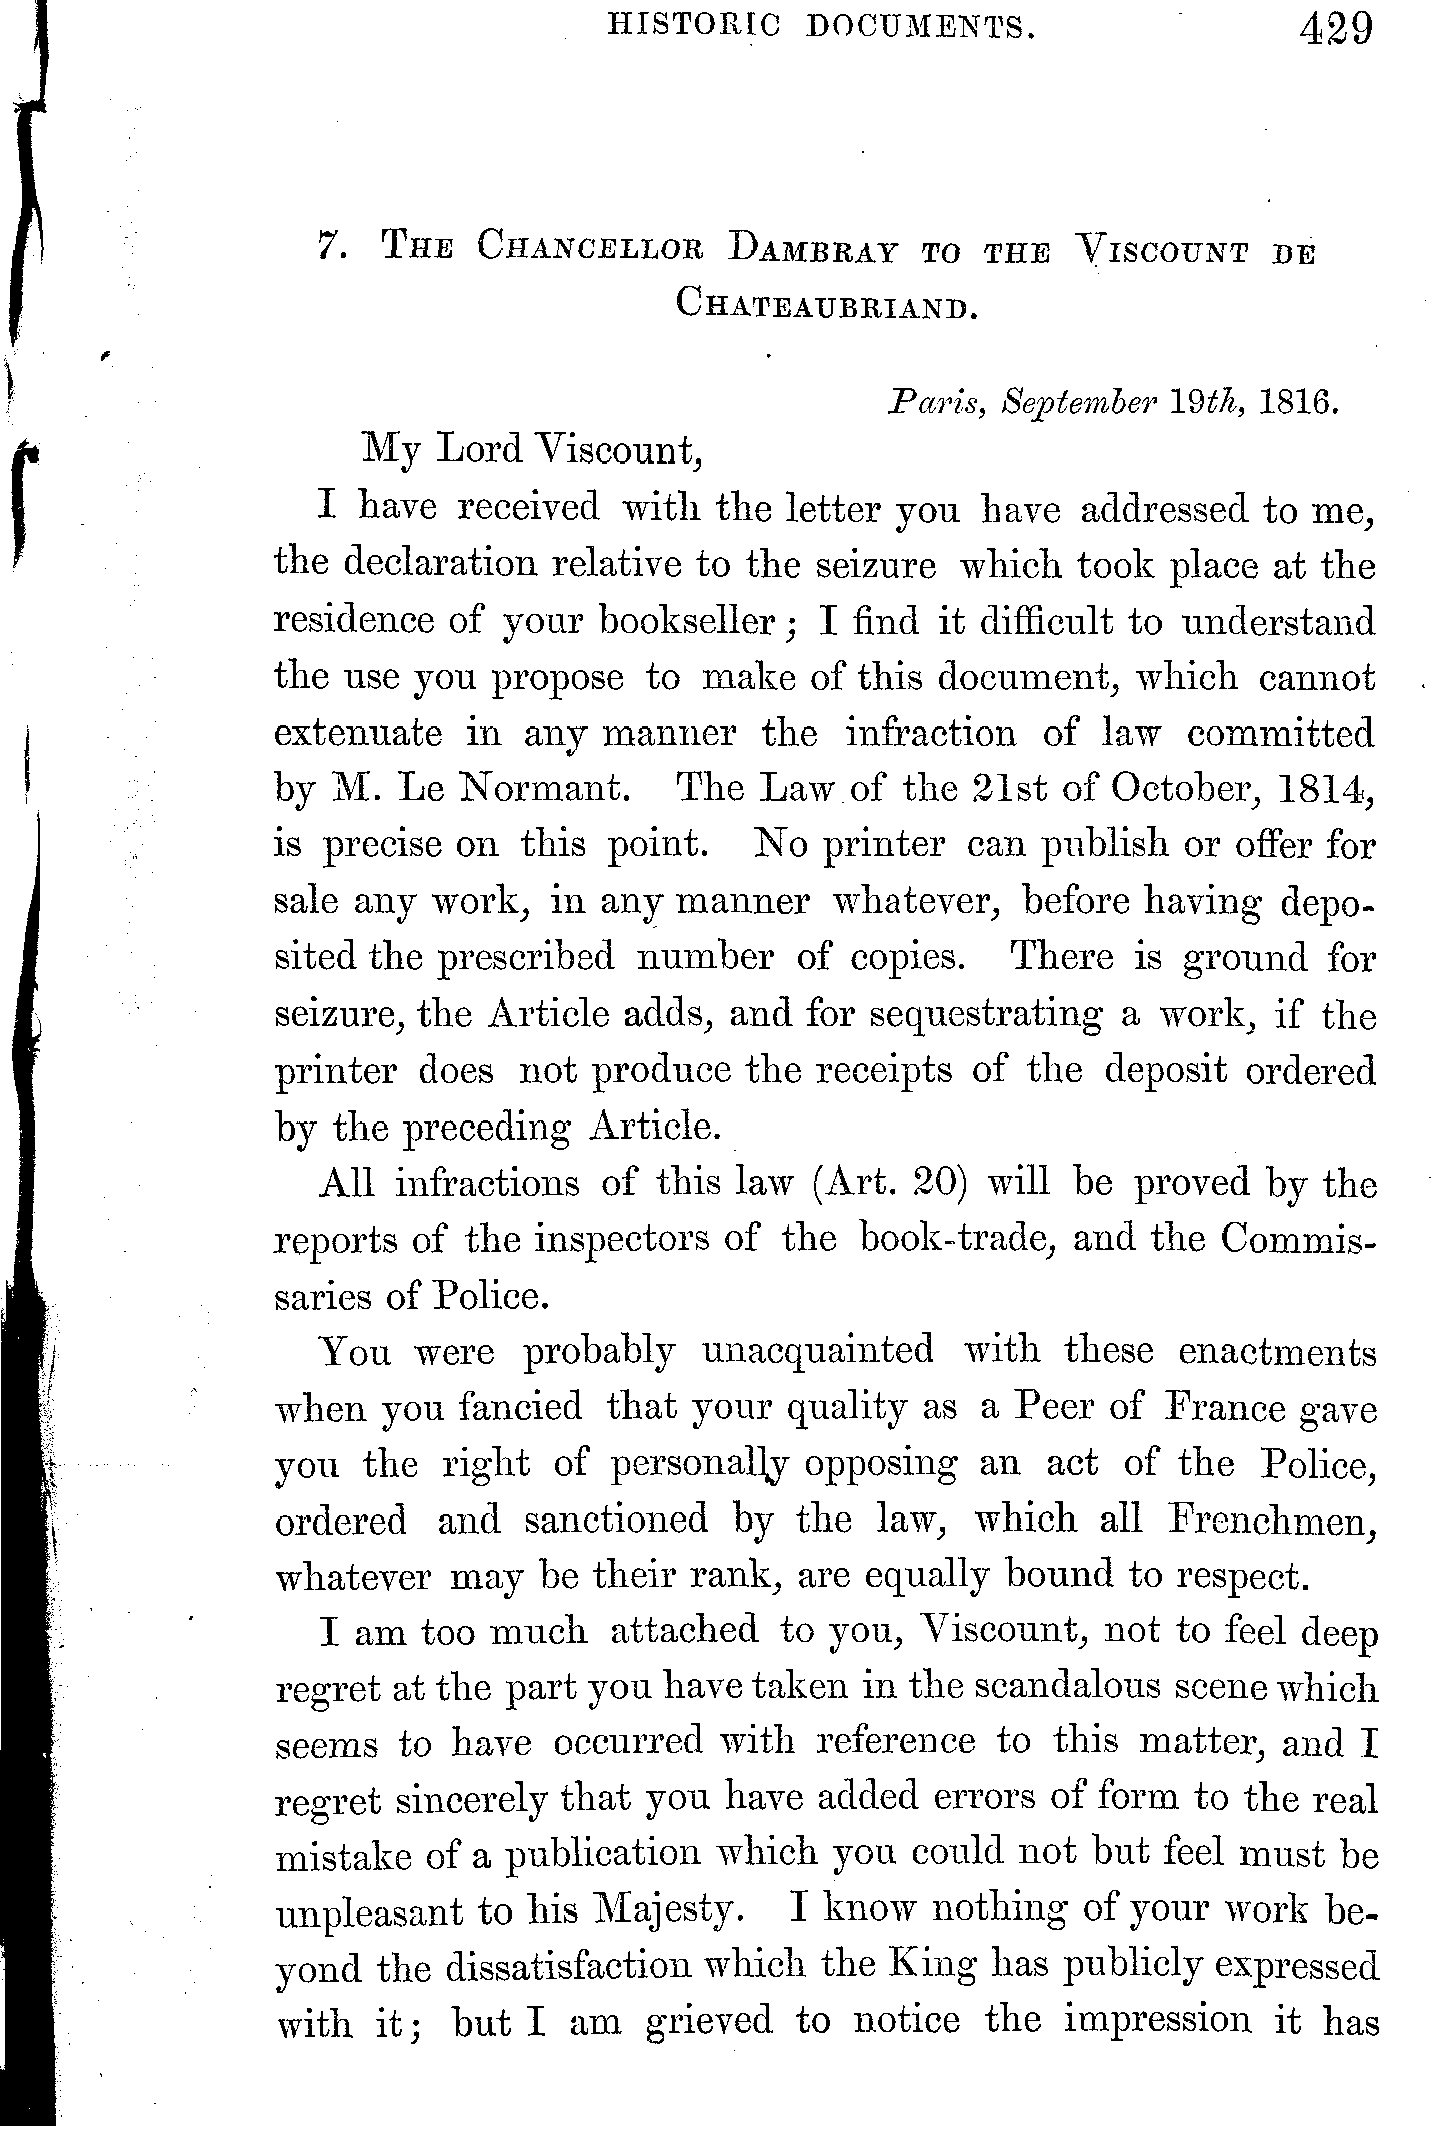 HISTORIC DOCUMENTS. 429
7. THE CHANCELLOR DAMBRAY TO THE VISCOUNT DE
CHATEAUBRIAND.
Paris, September 19th, 1816.
My Lord Viscount,
I have received with the letter you have addressed to me,
the declaration relative to the seizure which took place at the
residence of your bookseller; I find it difficult to understand
the use you propose to make of this document, which cannot
extenuate in any manner the infraction of law committed
by M. Le Normant. The Law of the 21st of October, 1814,
is precise on this point. No printer can publish or offer for
sale any work, in any manner whatever, before having depo-
sited the prescribed number of copies. There is ground for
seizure, the Article adds, and for sequestrating a work, if the
printer does not produce the receipts of the deposit ordered
by the preceding Article.
All infractions of this law (Art. 20) will be proved by the
reports of the inspectors of the book-trade, and the Commis-
saries of Police.
You were probably unacquainted with these enactments
when you fancied that your quality as a Peer of France gave
you the right of personally opposing an act of the Police,
ordered and sanctioned by the law, which all Frenchmen,
whatever may be their rank, are equally bound to respect.
I am too much attached to you, Viscount, not to feel deep
regret at the part you have taken in the scandalous scene which
seems to have occurred with reference to this matter, and I
regret sincerely that you have added errors of form to the real
mistake of a publication which you could not but feel must be
unpleasant to his Majesty. I know nothing of your work be-
yond the dissatisfaction which the King has publicly expressed
with it; but I am grieved to notice the impression it has